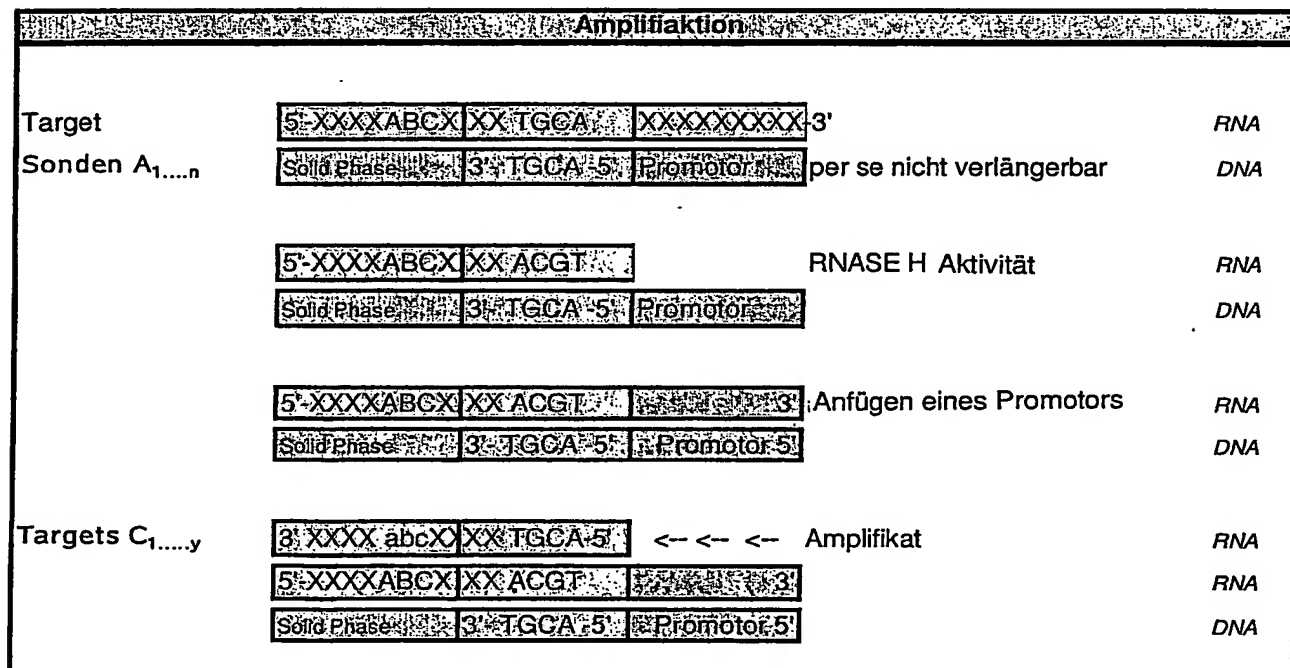 Amplifiaktion
Target 5'-XXXXABCX XX TGCA XXXXXXXXX-3' RNA
Sonden A1....n Solid Phase 3'- TGCA -5' Promotor per se nicht verlängerbar DNA
5'-XXXXABCX XX ACGT RNASE H Aktivität RNA
Solid Phase 3'- TGCA -5' Promotor DNA
5'-XXXXABCX XX ACGT 3' Anfügen eines Promotors RNA
Solid Phase 3'- TGCA 5' Promotor 5' DNA
Targets C1.....y 3' XXXX abcXX XX TGCA-5' <-- <-- <-- Amplifikat RNA
5'-XXXXABCX XX ACGT 3' RNA
Solid Phase 3'- TGCA -5' Promotor 5' DNA